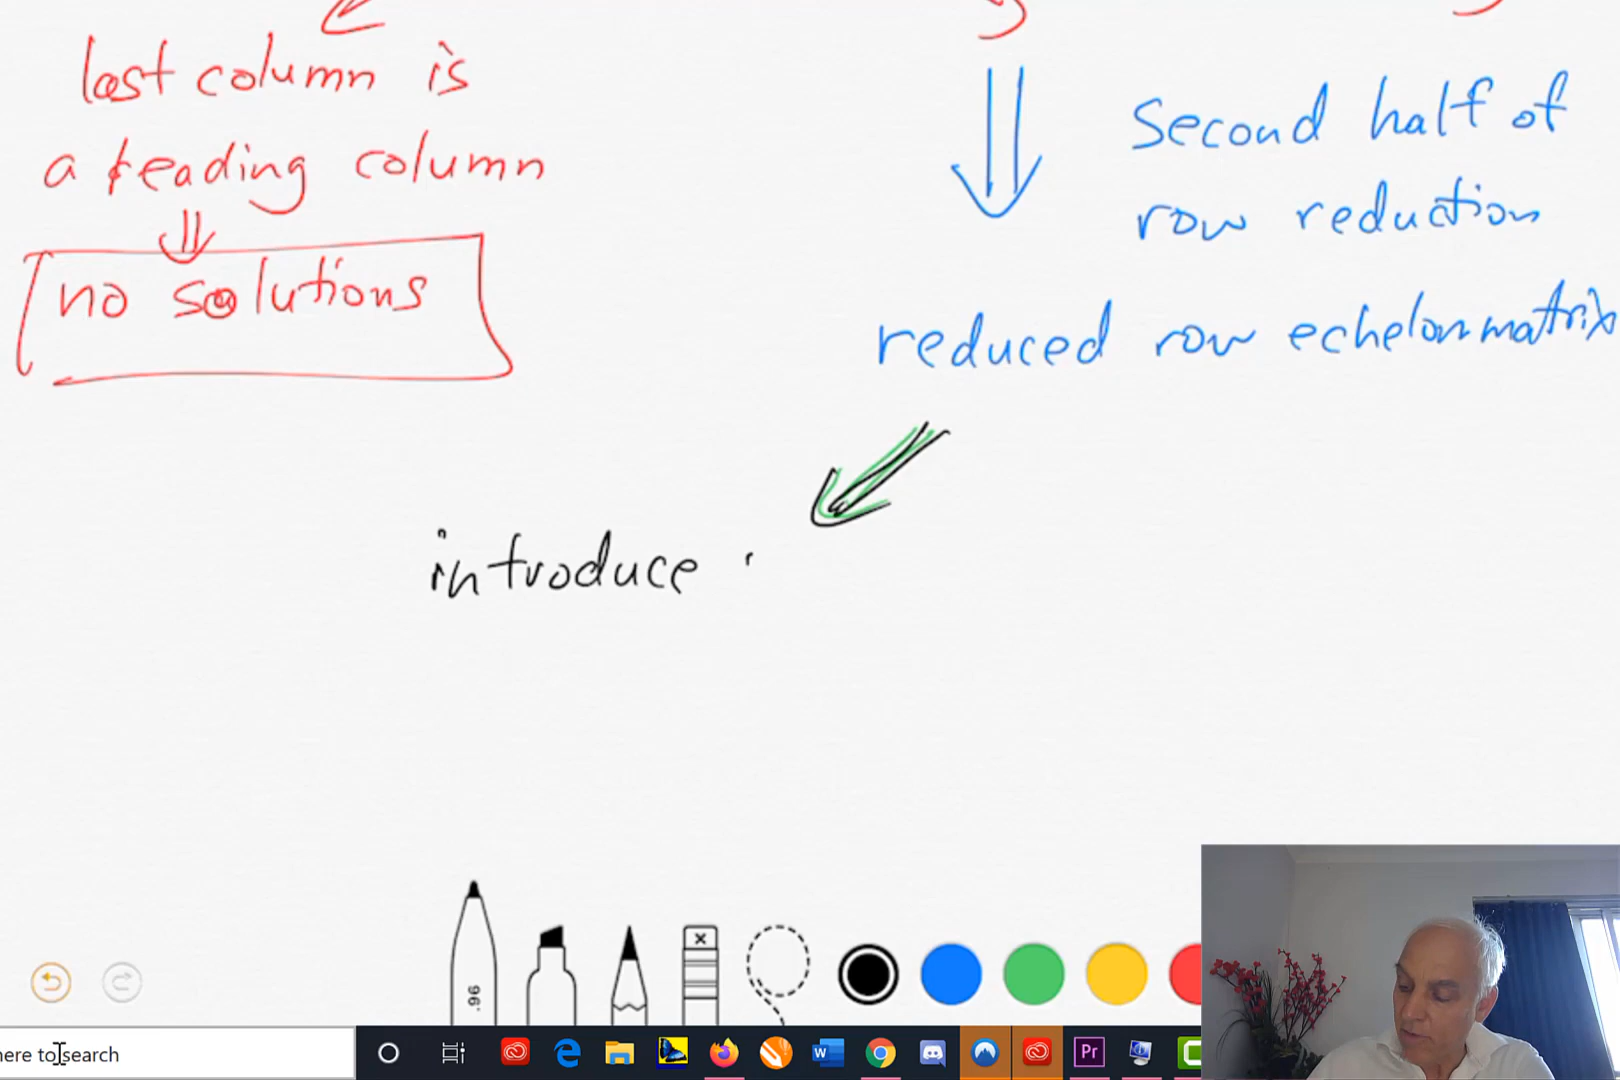 last column is
a leading column
no solutions
Second half of
row reduction
reduced row echelon matrix
introduce
.96
here to search